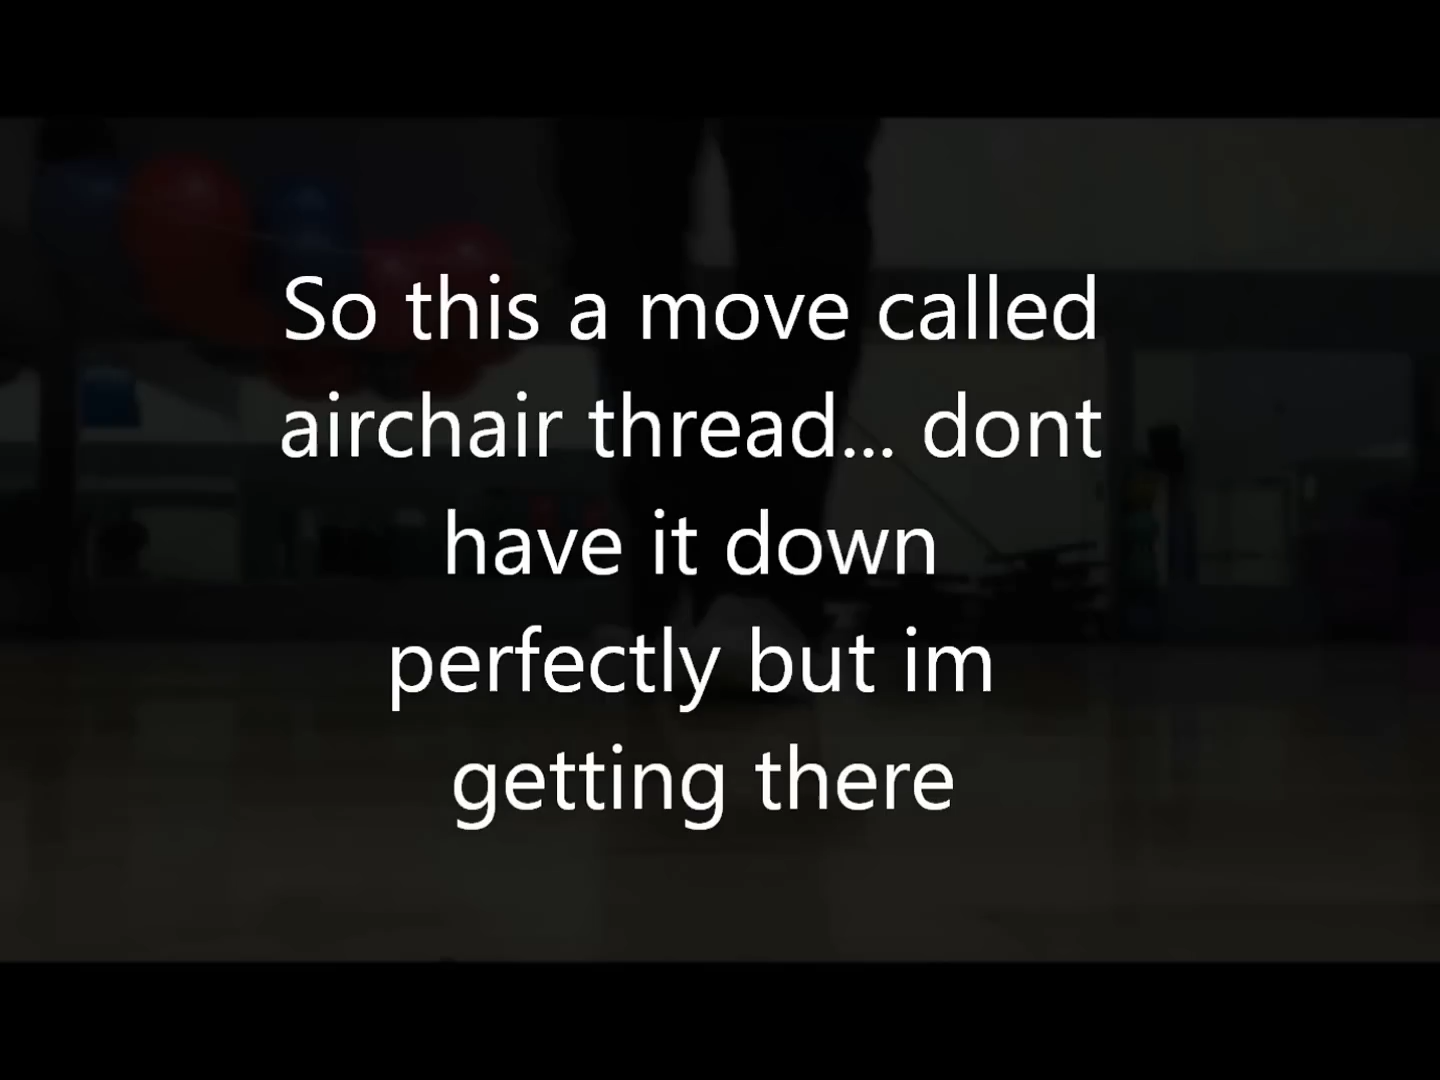 So this a move called
airchair thread... dont
have it down
perfectly but im
getting there